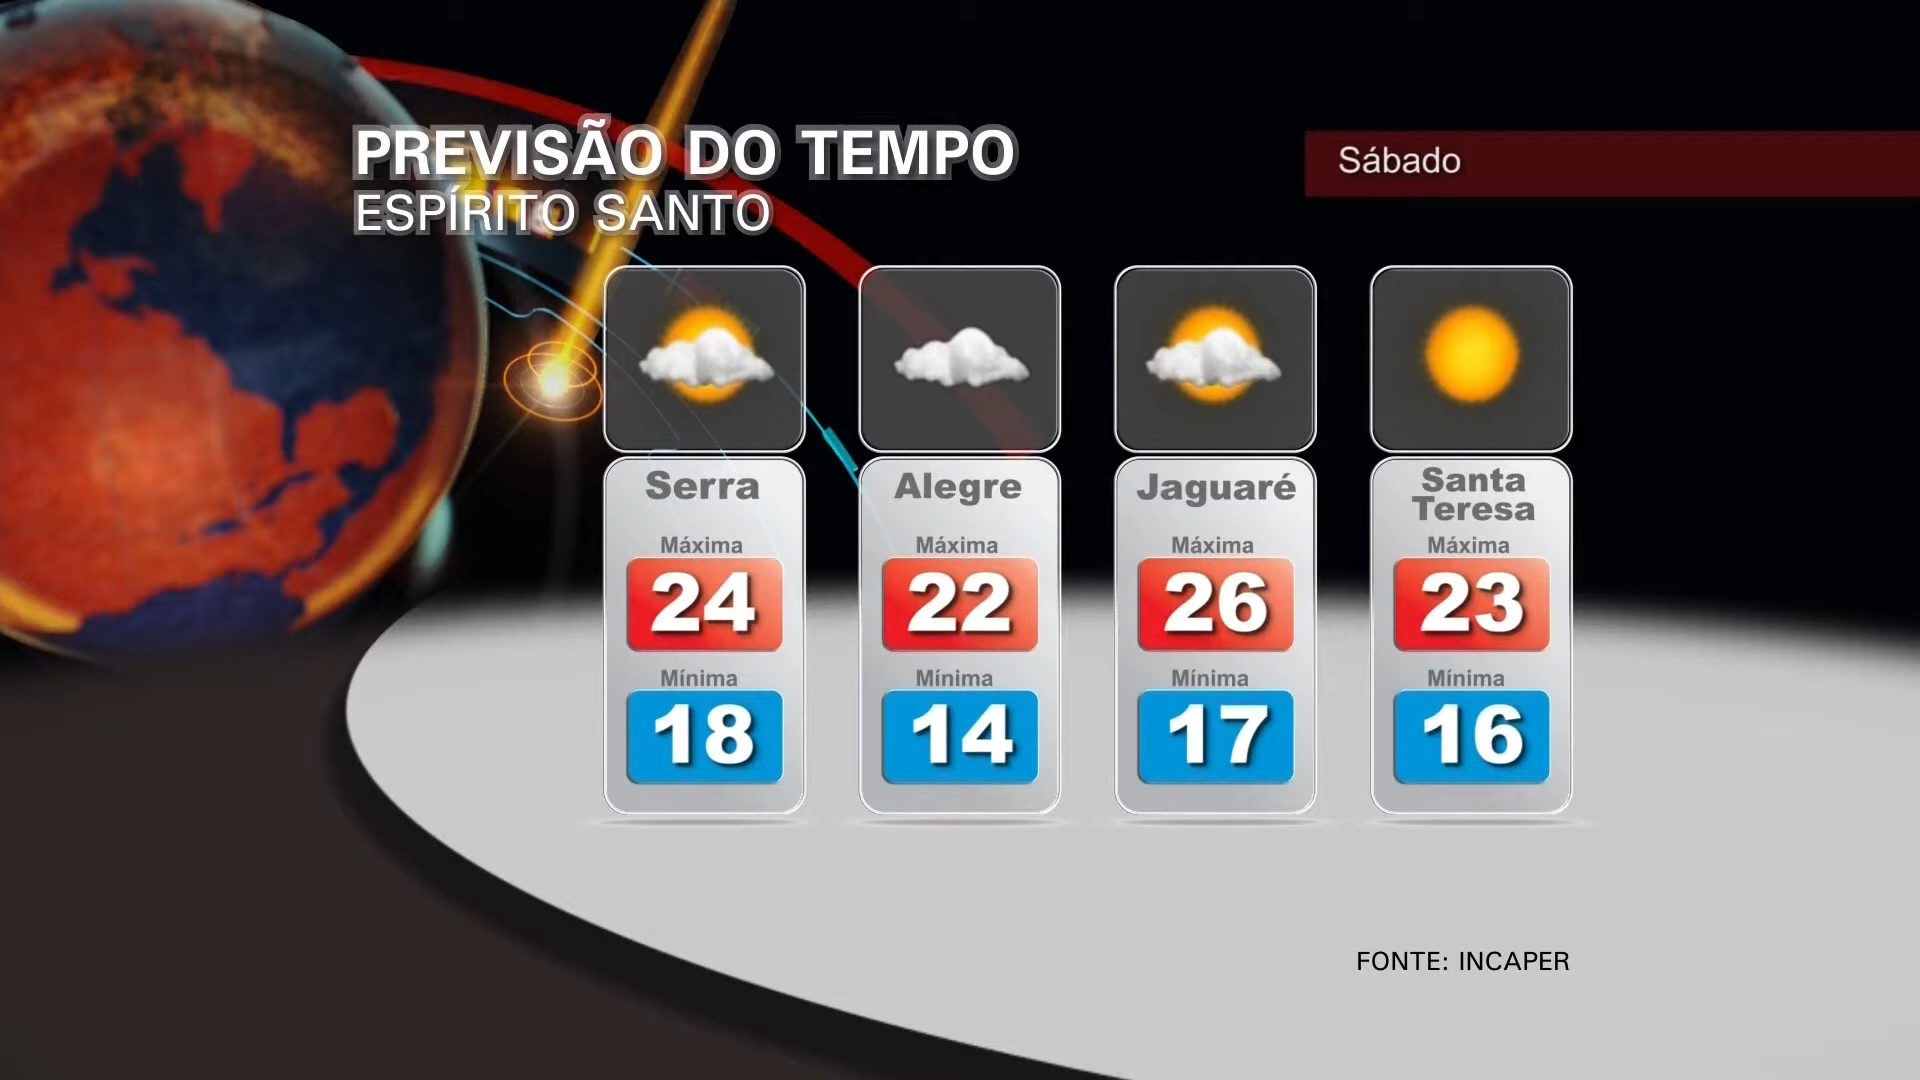 PREVISÃO DO TEMPO
ESPÍRITO SANTO
Sábado
Serra
Máxima
24
Mínima
18
Alegre
Máxima
22
Mínima
14
Jaguaré
Máxima
26
Mínima
17
Santa
Teresa
Máxima
23
Mínima
16
FONTE: INCAPER